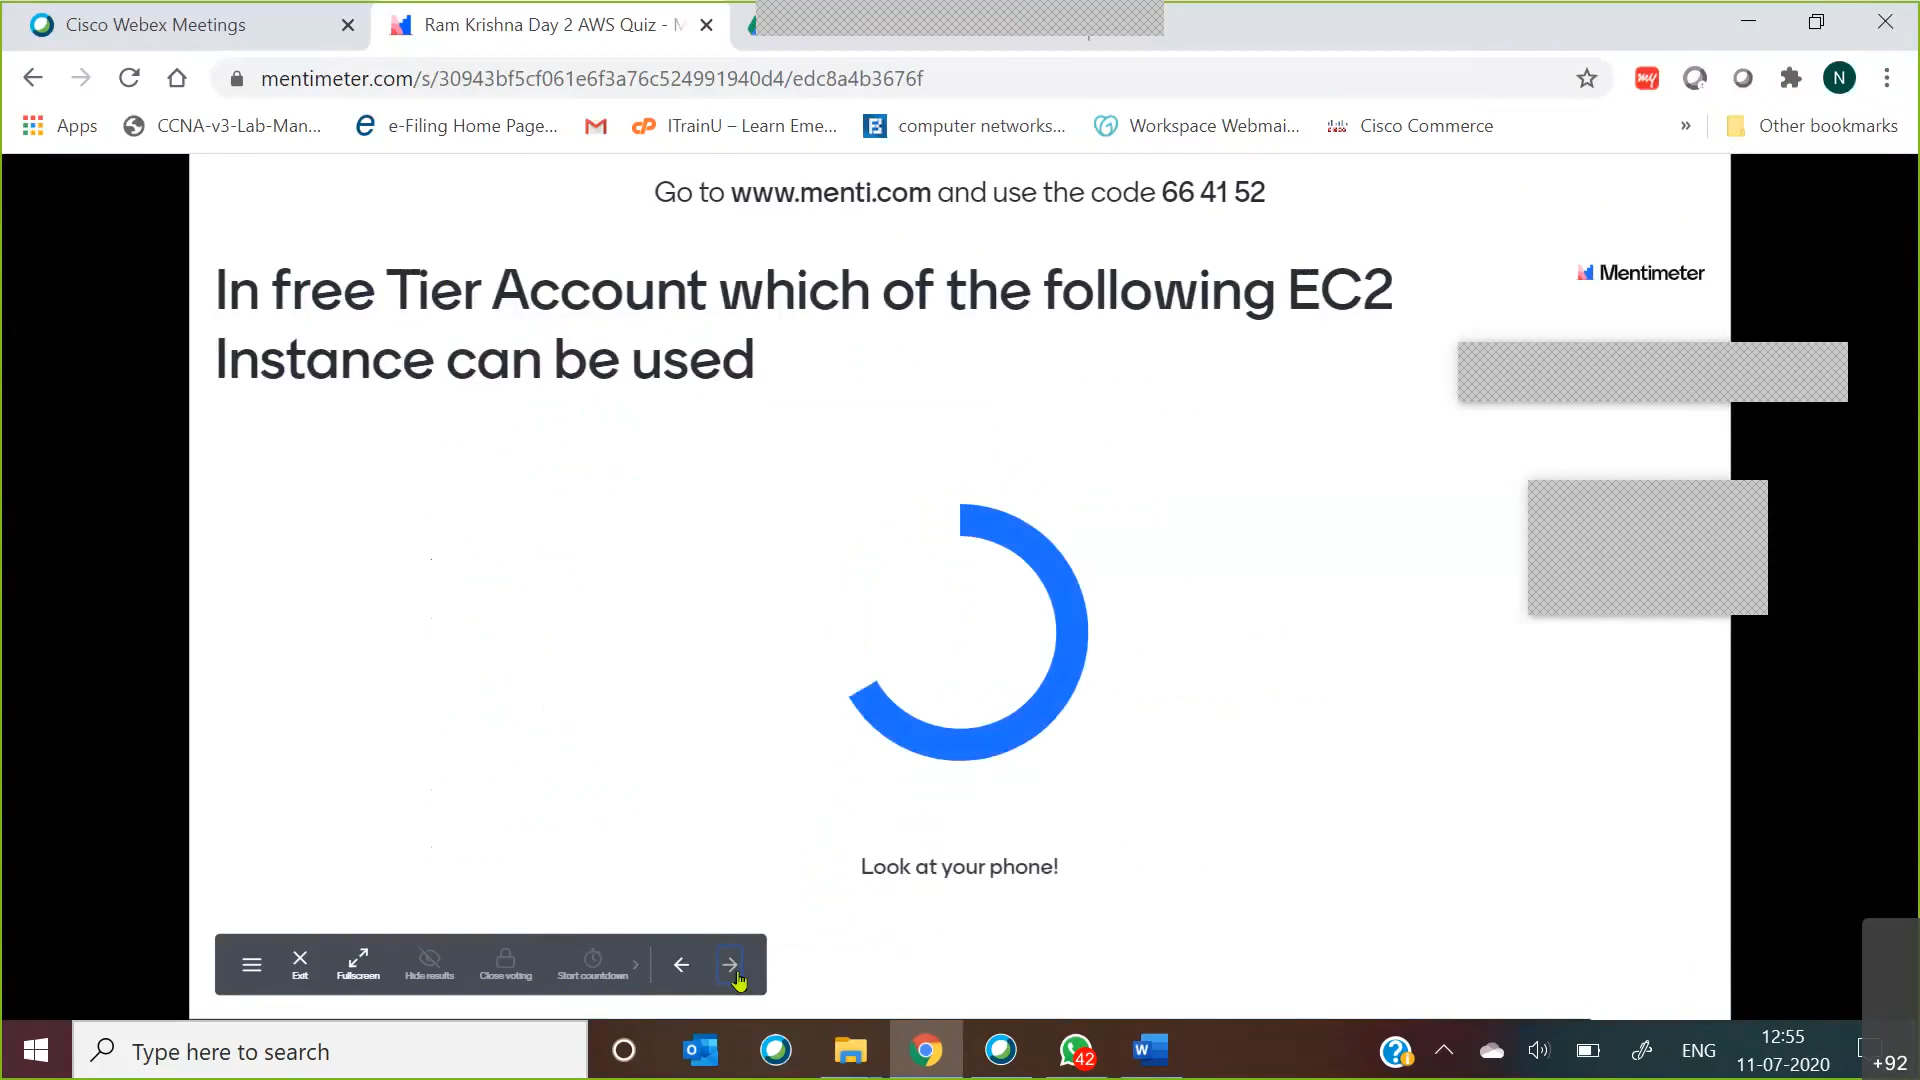 Cisco Webex Meetings
Ram Krishna Day 2 AWS Quiz - M
mentimeter.com/s/30943bf5cf061e6f3a76c524991940d4/edc8a4b3676f
my
N
Apps
CCNA-v3-Lab-Man...
e-Filing Home Page...
ITrainU – Learn Eme...
computer networks...
Workspace Webmai...
Cisco Commerce
»
Other bookmarks
Go to www.menti.com and use the code 66 41 52
In free Tier Account which of the following EC2
Instance can be used
Mentimeter
Look at your phone!
Exit
Fullscreen
Hide results
Close voting
Start countdown
Type here to search
42
ENG
12:55
11-07-2020
+92